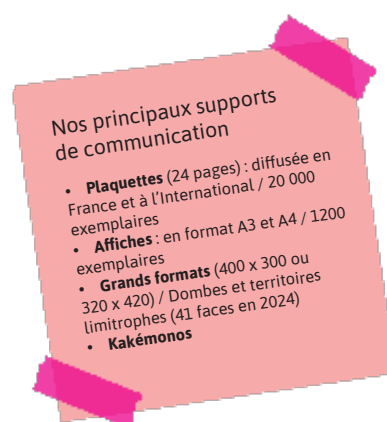 Nos principaux supports
de communication
• Plaquettes (24 pages) : diffusée en
France et à l'International / 20 000
exemplaires
• Affiches : en format A3 et A4 / 1200
exemplaires
• Grands formats (400 x 300 ou
320 x 420) / Dombes et territoires
limitrophes (41 faces en 2024)
• Kakémonos